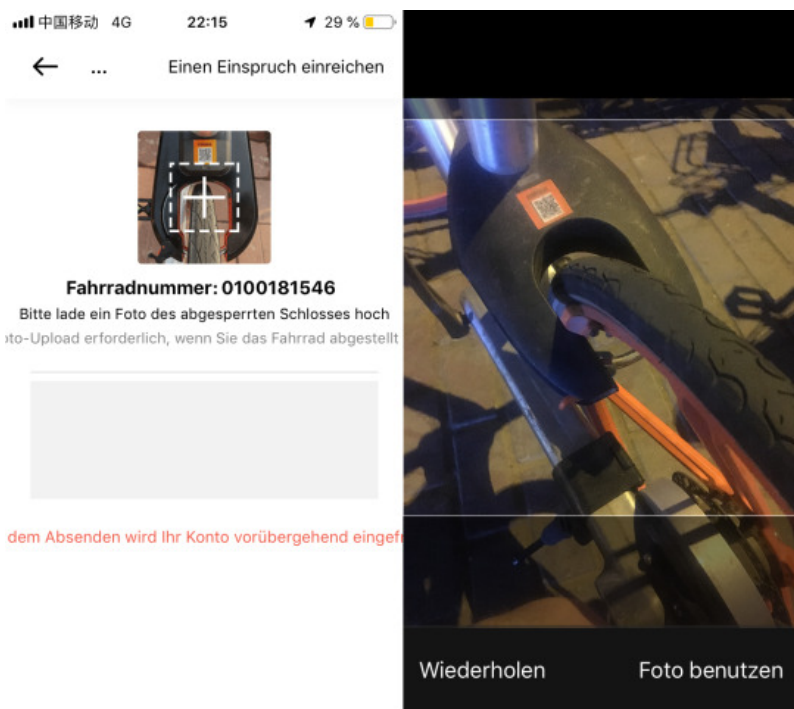 中国移动 4G 22:15 29 %
... Einen Einspruch einreichen
Fahrradnummer: 0100181546
Bitte lade ein Foto des abgesperrten Schlosses hoch
to-Upload erforderlich, wenn Sie das Fahrrad abgestellt
dem Absenden wird Ihr Konto vorübergehend eingef
Wiederholen Foto benutzen